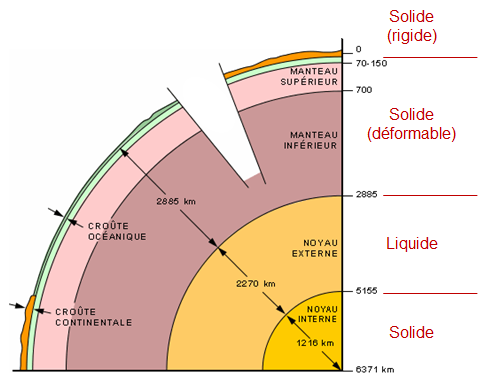 Solide
(rigide)
0
70-150
MANTEAU
SUPÉRIEUR
700
Solide
(déformable)
MANTEAU
INFÉRIEUR
2885
2885 km
CROÛTE
OCÉANIQUE
NOYAU
EXTERNE
Liquide
2270 km
5155
CROÛTE
CONTINENTALE
NOYAU
INTERNE
Solide
1216 km
6371 km